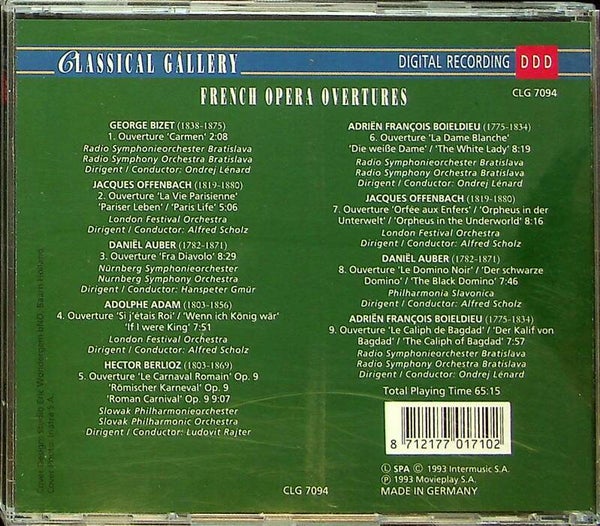 CLASSICAL GALLERY
DIGITAL RECORDING DDD
FRENCH OPERA OVERTURES
CLG 7094
GEORGE BIZET (1838-1875)
1. Ouverture 'Carmen' 2:08
Radio Symphonieorchester Bratislava
Radio Symphony Orchestra Bratislava
Dirigent / Conductor: Ondrej Lénard
JACQUES OFFENBACH (1819-1880)
2. Ouverture 'La Vie Parisienne'
'Pariser Leben' / 'Paris Life' 5:06
London Festival Orchestra
Dirigent / Conductor: Alfred Scholz
DANIËL AUBER (1782-1871)
3. Ouverture 'Fra Diavolo' 8:29
Nürnberg Symphonieorchester
Nürnberg Symphony Orchestra
Dirigent / Conductor: Hanspeter Gmür
ADOLPHE ADAM (1803-1856)
4. Ouverture 'Si j'étais Roi' / 'Wenn ich König wär'
'If I were King' 7:51
London Festival Orchestra
Dirigent / Conductor: Alfred Scholz
HECTOR BERLIOZ (1803-1869)
5. Ouverture 'Le Carnaval Romain' Op. 9
'Römischer Karneval' Op. 9
'Roman Carnival' Op. 9 9:07
Slowak Philharmonieorchester
Slovak Philharmonic Orchestra
Dirigent / Conductor: Ludovit Rajter
ADRIËN FRANÇOIS BOIELDIEU (1775-1834)
6. Ouverture 'La Dame Blanche'
'Die weiße Dame' / 'The White Lady' 8:19
Radio Symphonieorchester Bratislava
Radio Symphony Orchestra Bratislava
Dirigent / Conductor: Ondrej Lénard
JACQUES OFFENBACH (1819-1880)
7. Ouverture 'Orfée aux Enfers' / 'Orpheus in der
Unterwelt' / 'Orpheus in the Underworld' 8:16
London Festival Orchestra
Dirigent / Conductor: Alfred Scholz
DANIËL AUBER (1782-1871)
8. Ouverture 'Le Domino Noir' / 'Der schwarze
Domino' / 'The Black Domino' 7:46
Philharmonia Slavonica
Dirigent / Conductor: Alfred Scholz
ADRIËN FRANÇOIS BOIELDIEU (1775-1834)
9. Ouverture 'Le Caliph de Bagdad' / 'Der Kalif von
Bagdad' / 'The Caliph of Bagdad' 7:57
Radio Symphonieorchester Bratislava
Radio Symphony Orchestra Bratislava
Dirigent / Conductor: Ondrej Lénard
Total Playing Time 65:15
8 712177 017102
Ⓛ SPA © 1993 Intermusic S.A.
Ⓟ 1993 Movieplay S.A.
MADE IN GERMANY
CLG 7094
Cover Design: Studio Eric Wondergem bNO, Baarn Holland